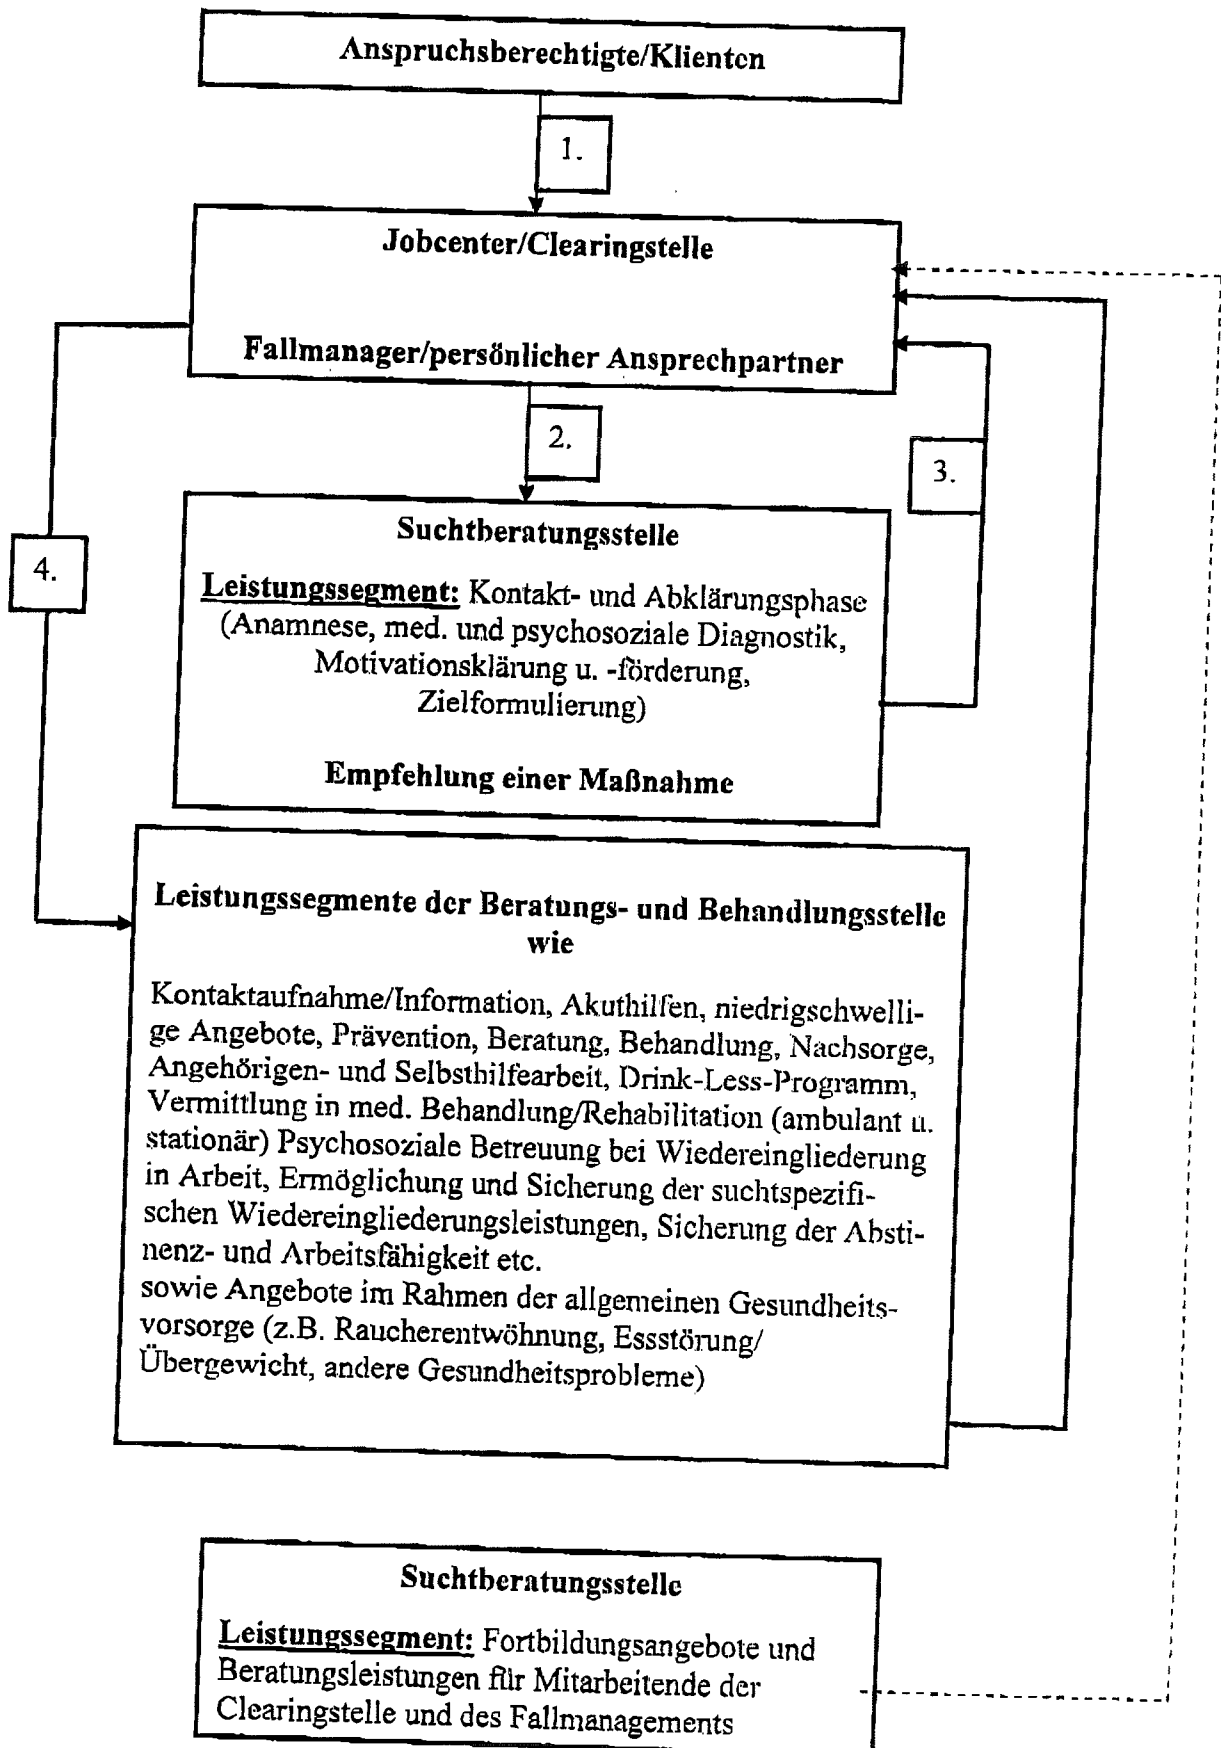 Anspruchsberechtigte/Klienten
1.
Jobcenter/Clearingstelle
Fallmanager/persönlicher Ansprechpartner
2.
3.
Suchtberatungsstelle
4.
Leistungssegment: Kontakt- und Abklärungsphase
(Anamnese, med. und psychosoziale Diagnostik,
Motivationsklärung u. -förderung,
Zielformulierung)
Empfehlung einer Maßnahme
Leistungssegmente der Beratungs- und Behandlungsstelle
wie
Kontaktaufnahme/Information, Akuthilfen, niedrigschwelli-
ge Angebote, Prävention, Beratung, Behandlung, Nachsorge,
Angehörigen- und Selbsthilfearbeit, Drink-Less-Programm,
Vermittlung in med. Behandlung/Rehabilitation (ambulant u.
stationär) Psychosoziale Betreuung bei Wiedereingliederung
in Arbeit, Ermöglichung und Sicherung der suchtspezifi-
schen Wiedereingliederungsleistungen, Sicherung der Absti-
nenz- und Arbeitsfähigkeit etc.
sowie Angebote im Rahmen der allgemeinen Gesundheits-
vorsorge (z.B. Raucherentwöhnung, Essstörung/
Übergewicht, andere Gesundheitsprobleme)
Suchtberatungsstelle
Leistungssegment: Fortbildungsangebote und
Beratungsleistungen für Mitarbeitende der
Clearingstelle und des Fallmanagements